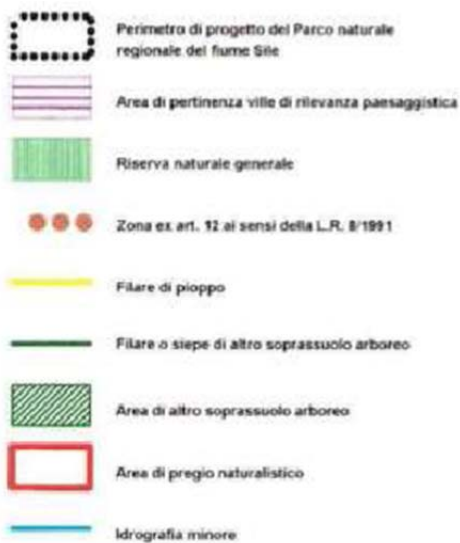 Perimetro di progetto del Parco naturale
regionale del fiume Sile
Area di pertinenza ville di rilevanza paesaggistica
Riserva naturale generale
Zona ex art. 12 ai sensi della L.R. 8/1991
Filare di pioppo
Filare o siepe di altro soprassuolo arboreo
Area di altro soprassuolo arboreo
Area di pregio naturalistico
Idrografia minore